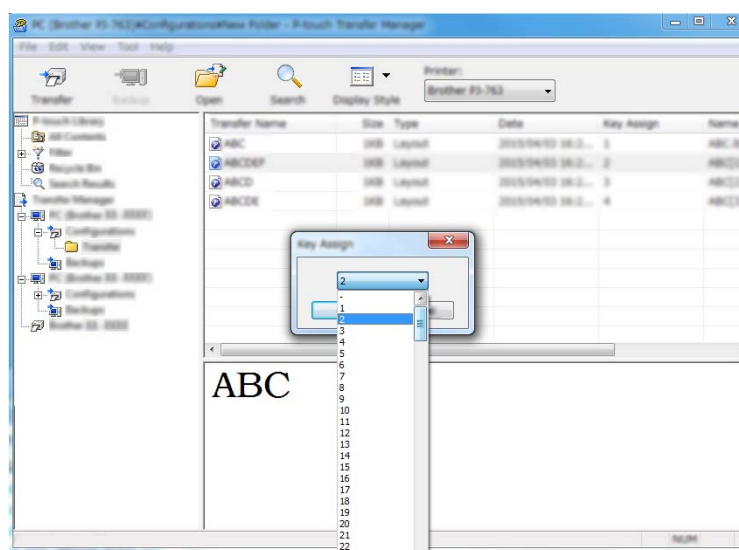 PC (Brother PJ-763)¥Configurations¥New Folder - P-touch Transfer Manager
File Edit View Tool Help
Transfer Backup Open Search Display Style
Printer:
Brother PJ-763
P-touch Library
All Contents
Filter
Recycle Bin
Search Results
Transfer Manager
Configurations
Transfer
Backups
Configurations
Backups
Transfer Name Size Type Date Key Assign Name
ABC 1KB Layout 1
ABCDEF 1KB Layout 2
ABCD 1KB Layout 3
ABCDE 1KB Layout 4
Key Assign
2
-
1
2
3
4
5
6
7
8
9
10
11
12
13
14
15
16
17
18
19
20
21
22
ABC
NUM